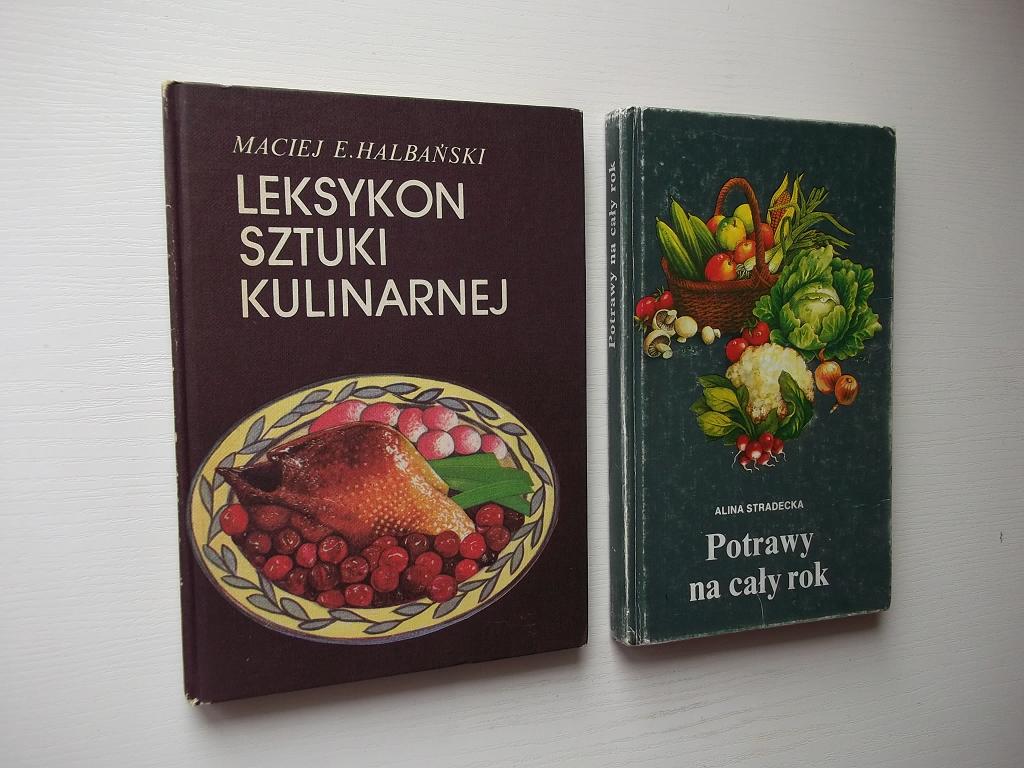 MACIEJ E. HALBAŃSKI
LEKSYKON
SZTUKI
KULINARNEJ
Potrawy na cały rok
ALINA STRADECKA
Potrawy
na cały rok